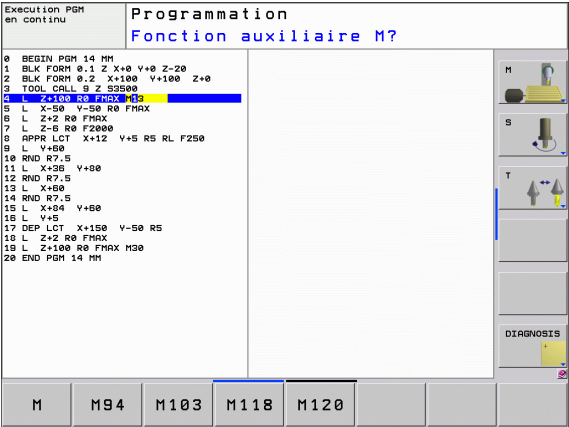 Execution PGM
en continu
Programmation
Fonction auxiliaire M?
0 BEGIN PGM 14 MM
1 BLK FORM 0.1 Z X+0 Y+0 Z-20
2 BLK FORM 0.2 X+100 Y+100 Z+0
3 TOOL CALL 9 Z S3500
4 L Z+100 R0 FMAX M13
5 L X-50 Y-50 R0 FMAX
6 L Z+2 R0 FMAX
7 L Z-6 R0 F2000
8 APPR LCT X+12 Y+5 R5 RL F250
9 L Y+60
10 RND R7.5
11 L X+36 Y+80
12 RND R7.5
13 L X+60
14 RND R7.5
15 L X+84 Y+60
16 L Y+5
17 DEP LCT X+150 Y-50 R5
18 L Z+2 R0 FMAX
19 L Z+100 R0 FMAX M30
20 END PGM 14 MM
M
S
T
DIAGNOSIS
M
M94
M103
M118
M120